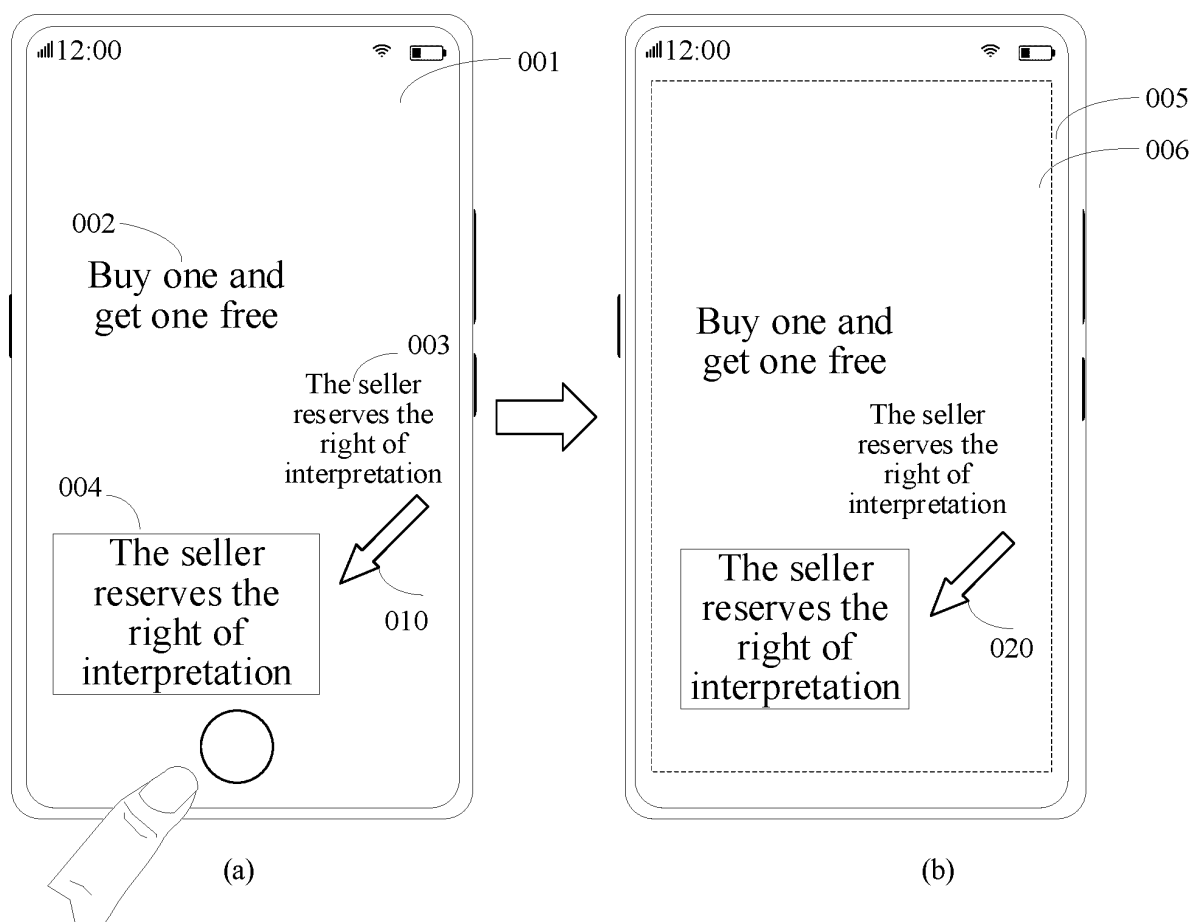 12:00
001
002
Buy one and
get one free
003
The seller
reserves the
right of
interpretation
004
The seller
reserves the
right of
interpretation
010
(a)
12:00
005
006
Buy one and
get one free
The seller
reserves the
right of
interpretation
The seller
reserves the
right of
interpretation
020
(b)